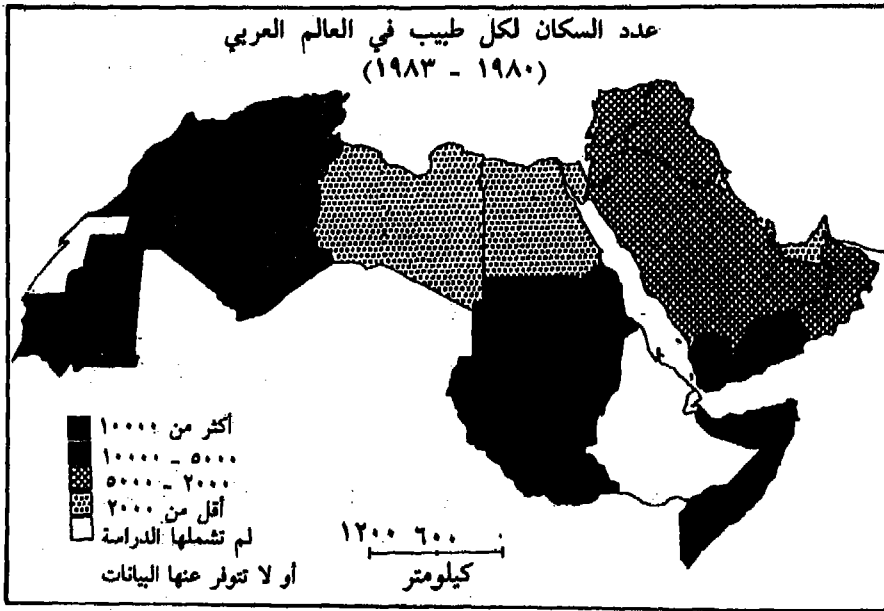 عدد السكان لكل طبيب في العالم العربي
(١٩٨٠ - ١٩٨٣)
أكثر من ١٠٠٠٠
٥٠٠٠ - ١٠٠٠٠
٢٠٠٠ - ٥٠٠٠
أقل من ٢٠٠٠
لم تشملها الدراسة
أو لا تتوفر عنها البيانات
١٢٠٠ ٦٠٠ ٠
كيلومتر